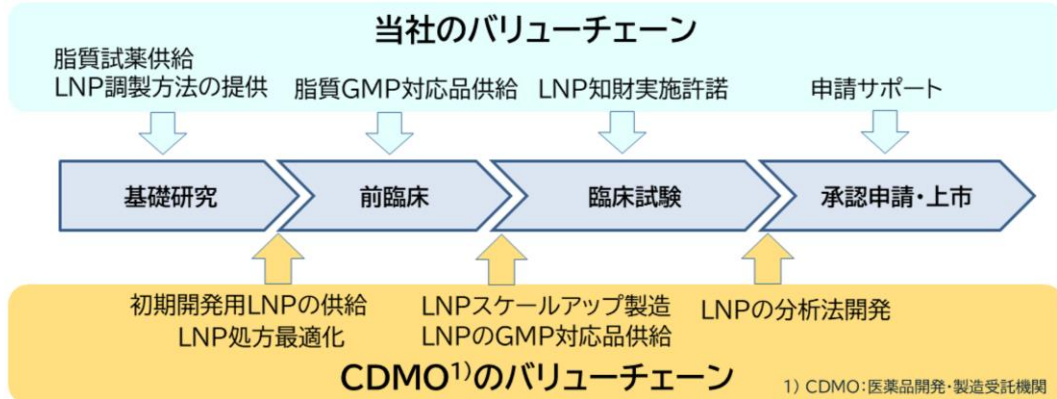 当社のバリューチェーン
脂質試薬供給
LNP調製方法の提供
脂質GMP対応品供給
LNP知財実施許諾
申請サポート
基礎研究
前臨床
臨床試験
承認申請・上市
初期開発用LNPの供給
LNP処方最適化
LNPスケールアップ製造
LNPのGMP対応品供給
LNPの分析法開発
CDMO1)のバリューチェーン
1) CDMO:医薬品開発・製造受託機関